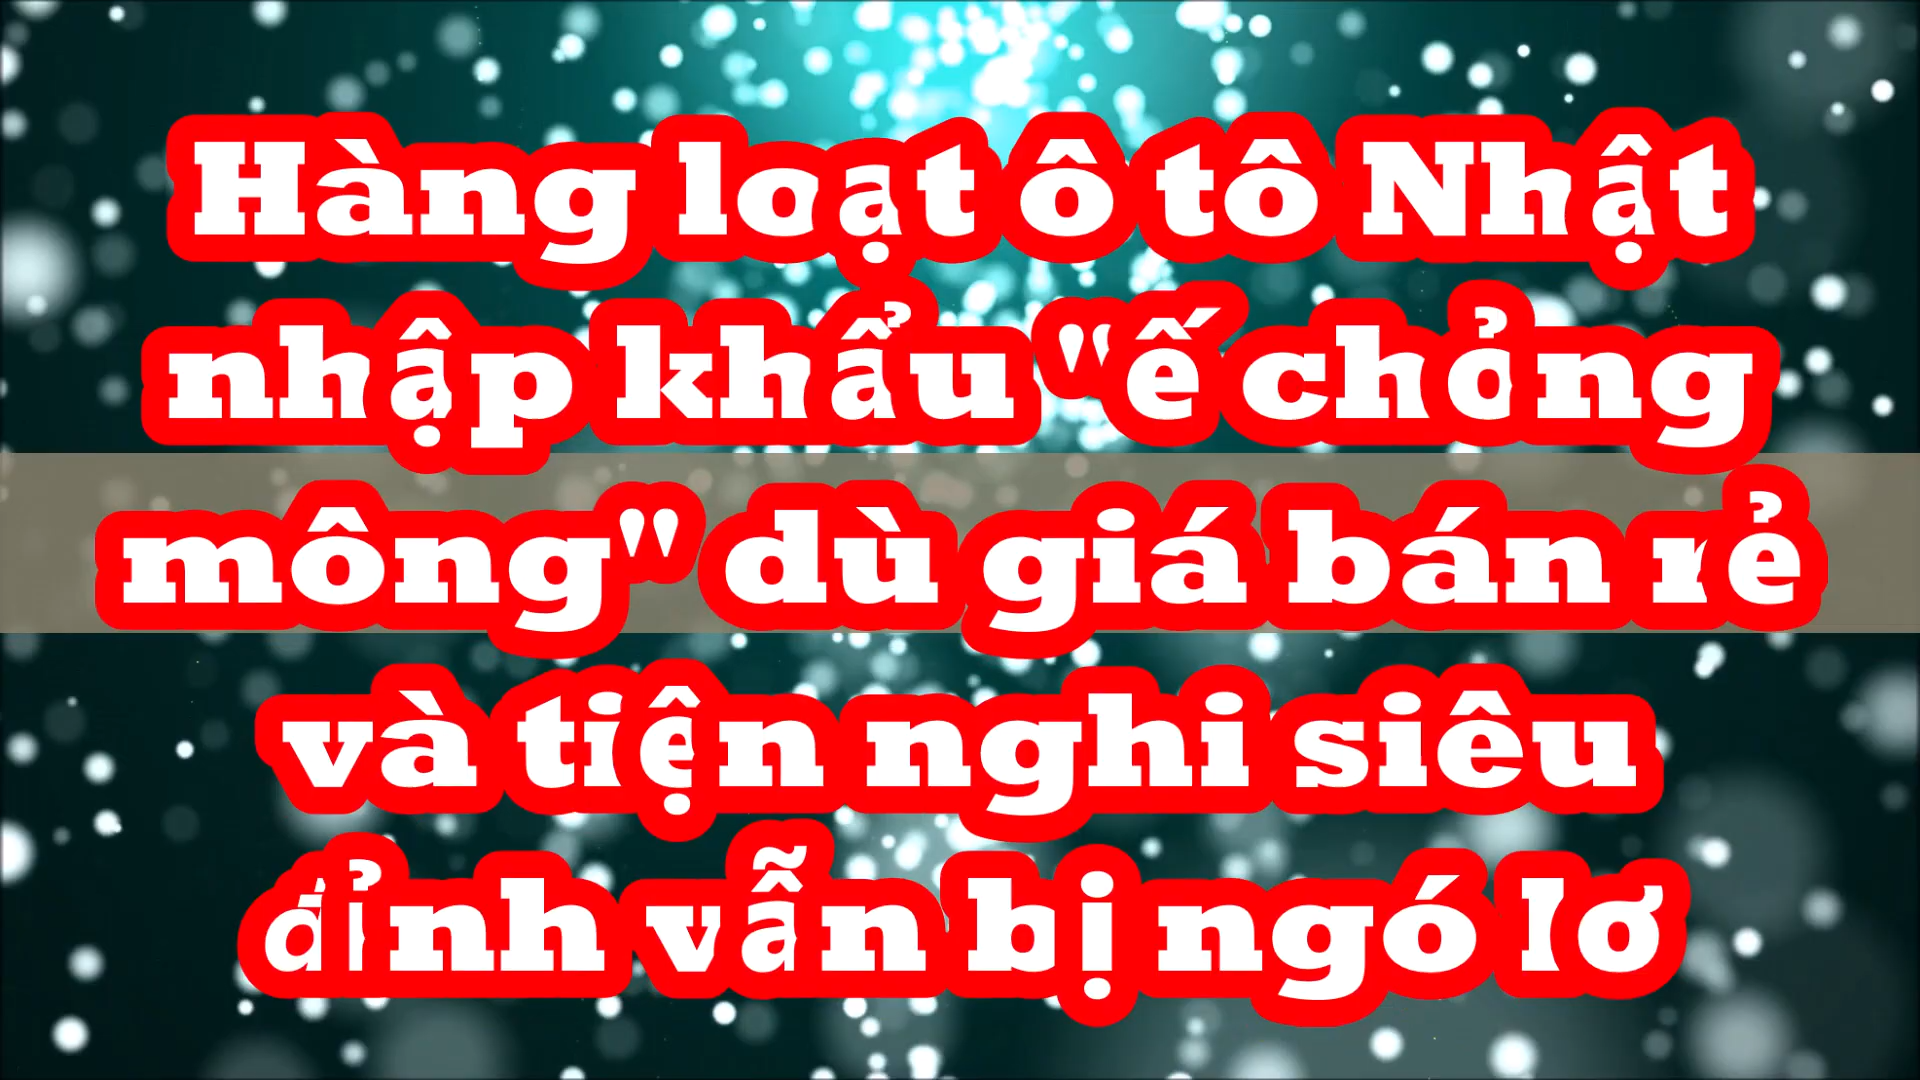 Hàng loạt ô tô Nhật
nhập khẩu "ế chỏng
mông" dù giá bán rẻ
và tiện nghi siêu
đỉnh vẫn bị ngó lơ